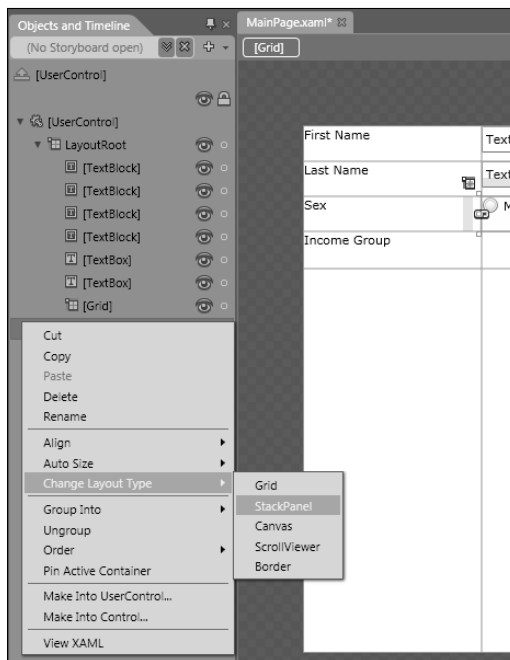 Objects and Timeline
(No Storyboard open)
[UserControl]
[UserControl]
LayoutRoot
[TextBlock]
[TextBlock]
[TextBlock]
[TextBlock]
[TextBox]
[TextBox]
[Grid]
Cut
Copy
Paste
Delete
Rename
Align
Auto Size
Change Layout Type
Group Into
Ungroup
Order
Pin Active Container
Make Into UserControl...
Make Into Control...
View XAML
Grid
StackPanel
Canvas
ScrollViewer
Border
MainPage.xaml*
[Grid]
First Name
Text
Last Name
Text
Sex
M
Income Group